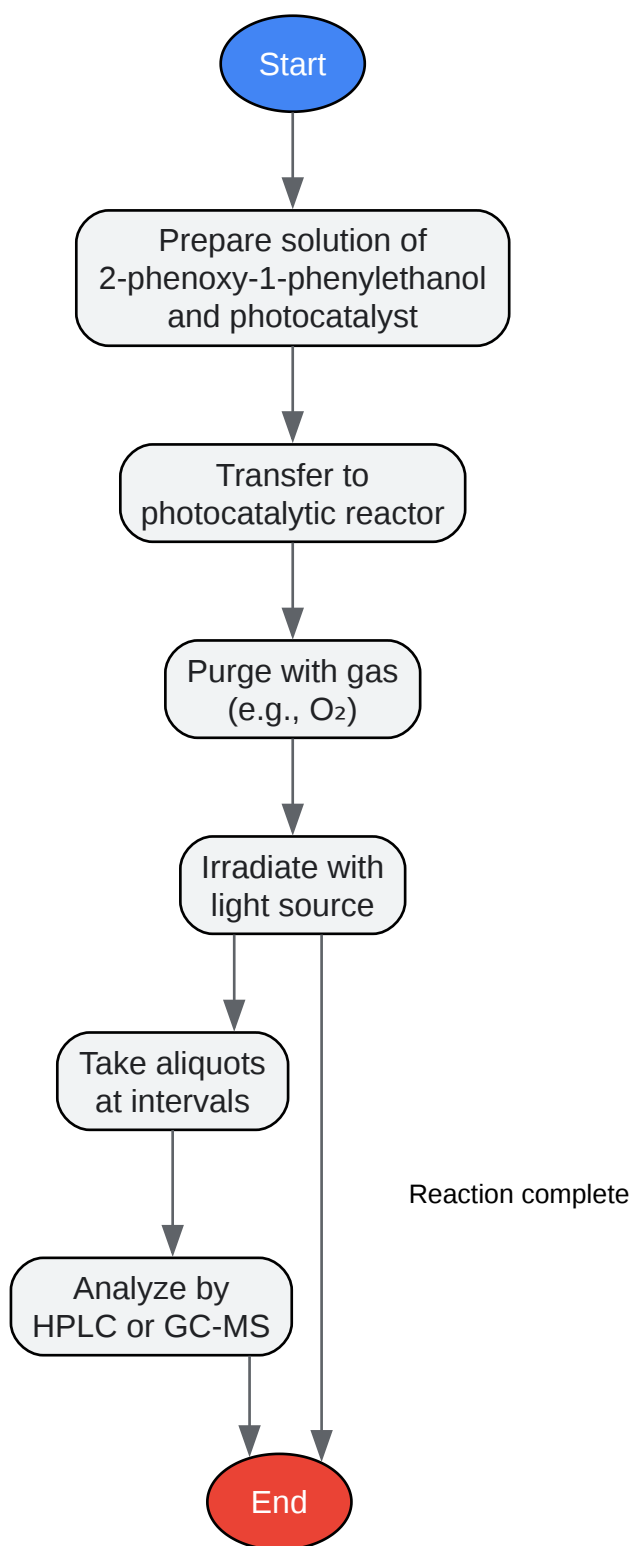 Start
Prepare solution of
2-phenoxy-1-phenylethanol
and photocatalyst
Transfer to
photocatalytic reactor
Purge with gas
(e.g., O₂)
Irradiate with
light source
Take aliquots
at intervals
Reaction complete
Analyze by
HPLC or GC-MS
End